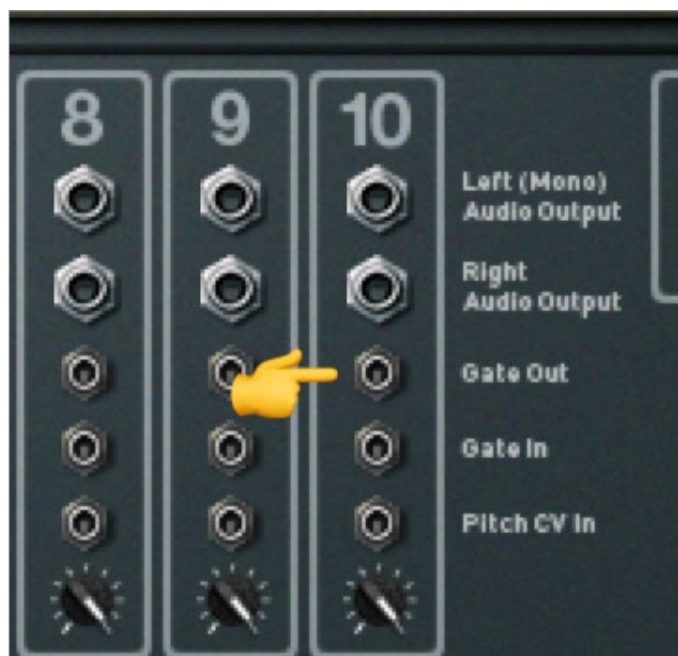 8 9 10
Left (Mono)
Audio Output
Right
Audio Output
Gate Out
Gate In
Pitch CV In